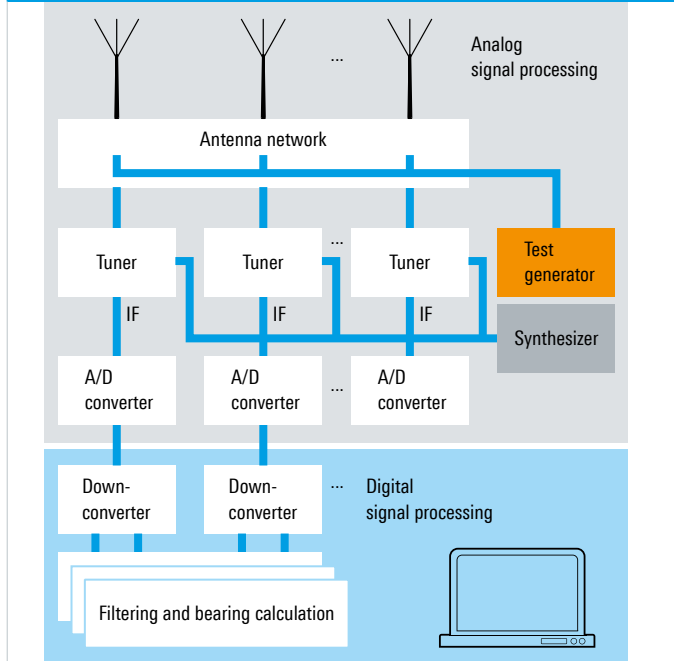 ...
Analog
signal processing
Antenna network
Tuner
Tuner
...
Tuner
Test
generator
IF
IF
IF
Synthesizer
A/D
converter
A/D
converter
...
A/D
converter
Down-
converter
Down-
converter
...
Digital
signal processing
Filtering and bearing calculation